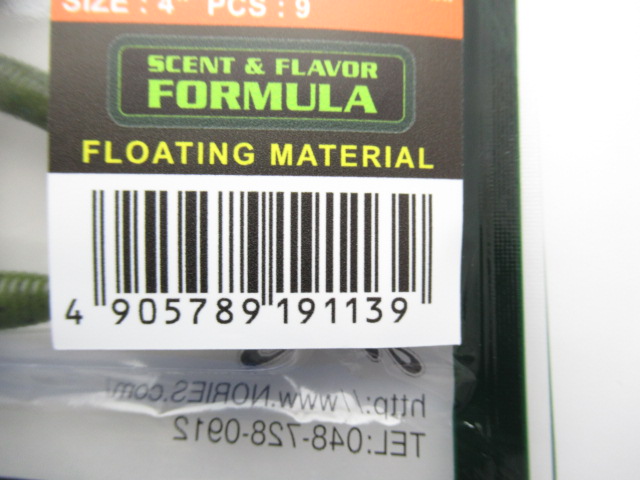 SIZE : 4" PCS : 9
SCENT & FLAVOR
FORMULA
FLOATING MATERIAL
4 905789 191139
http://www.NORIES.com/
TEL:048-728-0912